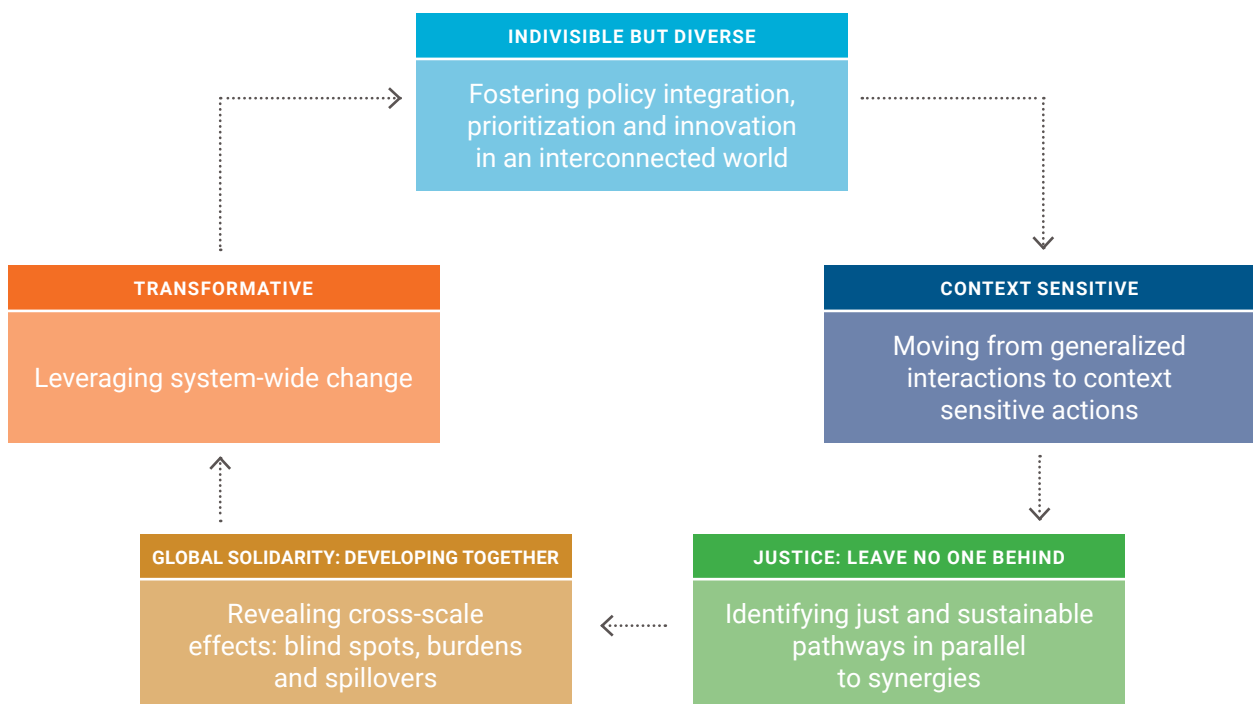 INDIVISIBLE BUT DIVERSE
Fostering policy integration,
prioritization and innovation
in an interconnected world
TRANSFORMATIVE
Leveraging system-wide change
CONTEXT SENSITIVE
Moving from generalized
interactions to context
sensitive actions
GLOBAL SOLIDARITY: DEVELOPING TOGETHER
Revealing cross-scale
effects: blind spots, burdens
and spillovers
JUSTICE: LEAVE NO ONE BEHIND
Identifying just and sustainable
pathways in parallel
to synergies